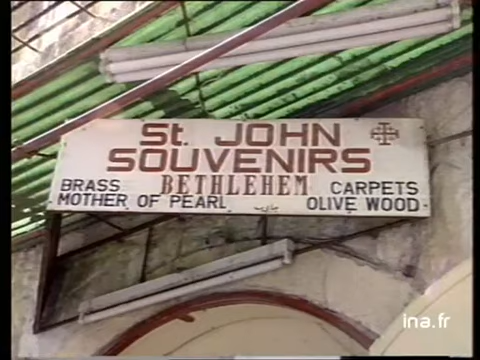 St. JOHN
SOUVENIRS
BRASS BETHLEHEM CARPETS
MOTHER OF PEARL OLIVE WOOD
ina.fr